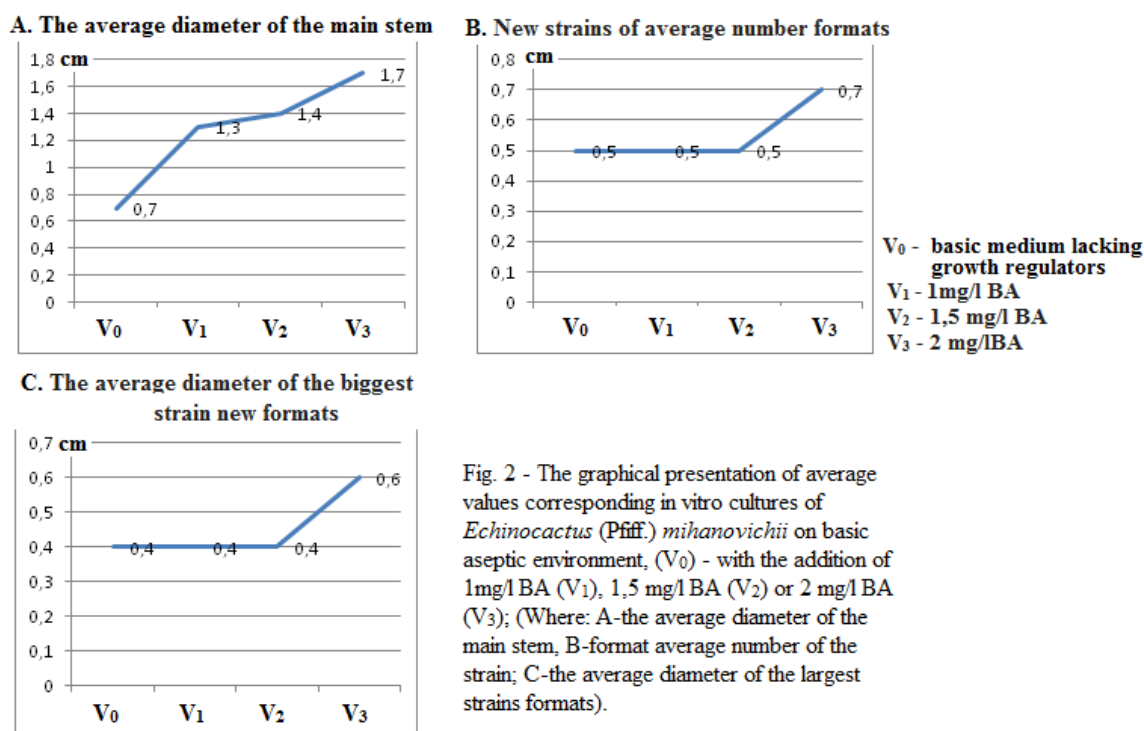 A. The average diameter of the main stem
1,8 cm
1,6
1,4
1,2
1
0,8
0,6
0,4
0,2
0
0,7
1,3
1,4
1,7
V₀ V₁ V₂ V₃
B. New strains of average number formats
0,8 cm
0,7
0,6
0,5
0,4
0,3
0,2
0,1
0
0,5
0,5
0,5
0,7
V₀ V₁ V₂ V₃
V₀ - basic medium lacking
growth regulators
V₁ - 1mg/l BA
V₂ - 1,5 mg/l BA
V₃ - 2 mg/lBA
C. The average diameter of the biggest
strain new formats
0,7 cm
0,6
0,5
0,4
0,3
0,2
0,1
0
0,4
0,4
0,4
0,6
V₀ V₁ V₂ V₃
Fig. 2 - The graphical presentation of average
values corresponding in vitro cultures of
Echinocactus (Pfiff.) mihanovichii on basic
aseptic environment, (V₀) - with the addition of
1mg/l BA (V₁), 1,5 mg/l BA (V₂) or 2 mg/l BA
(V₃); (Where: A-the average diameter of the
main stem, B-format average number of the
strain; C-the average diameter of the largest
strains formats).